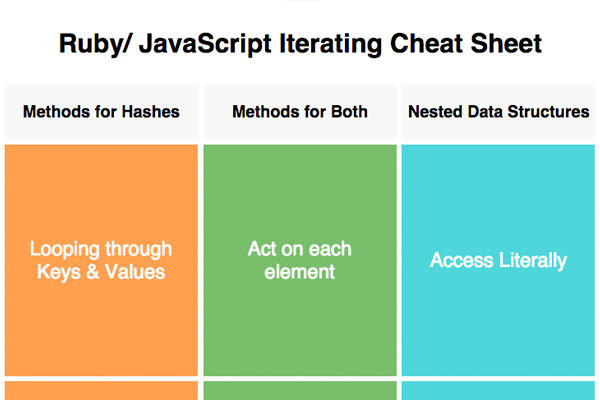 Ruby/ JavaScript Iterating Cheat Sheet
Methods for Hashes
Methods for Both
Nested Data Structures
Looping through
Keys & Values
Act on each
element
Access Literally